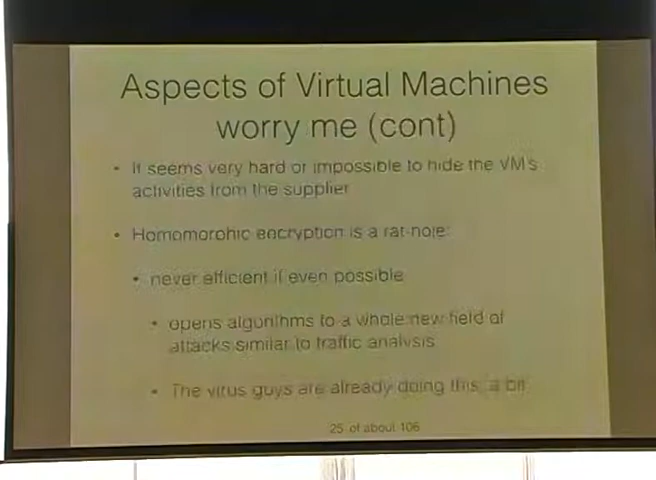 Aspects of Virtual Machines
worry me (cont)
• It seems very hard or impossible to hide the VM's
activities from the supplier
• Homomorphic encryption is a rat-hole:
• never efficient if even possible
• opens algorithms to a whole new field of
attacks similar to traffic analysis
• The virus guys are already doing this, a bit
25 of about 106